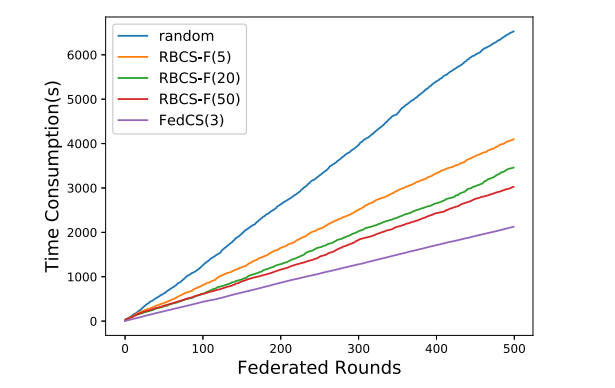 random
RBCS-F(5)
RBCS-F(20)
RBCS-F(50)
FedCS(3)
Time Consumption(s)
6000
5000
4000
3000
2000
1000
0
0 100 200 300 400 500
Federated Rounds